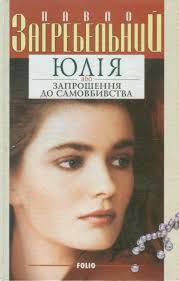 ПАВЛО
ЗАГРЕБЕЛЬНИЙ
ЮЛІЯ
або
ЗАПРОШЕННЯ
ДО САМОВБИВСТВА
FOLIO